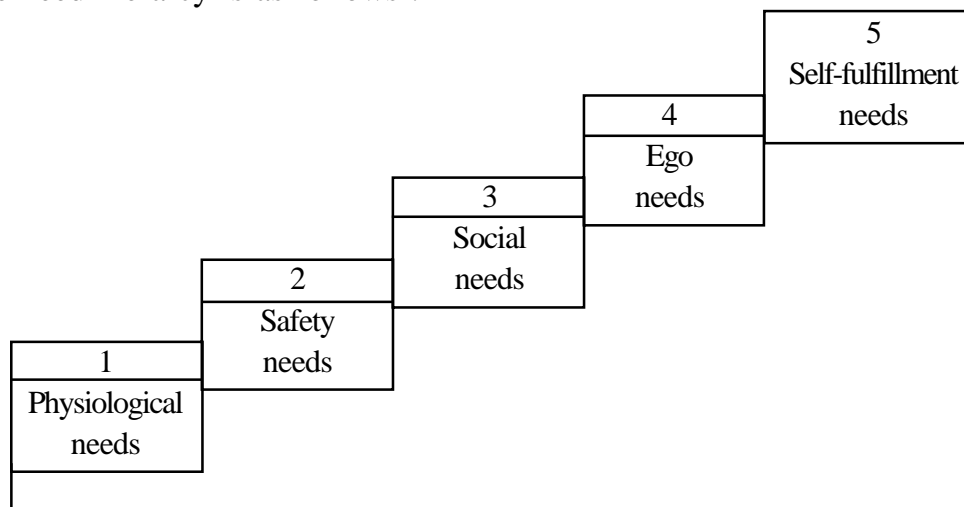 1
Physiological
needs
2
Safety
needs
3
Social
needs
4
Ego
needs
5
Self-fulfillment
needs